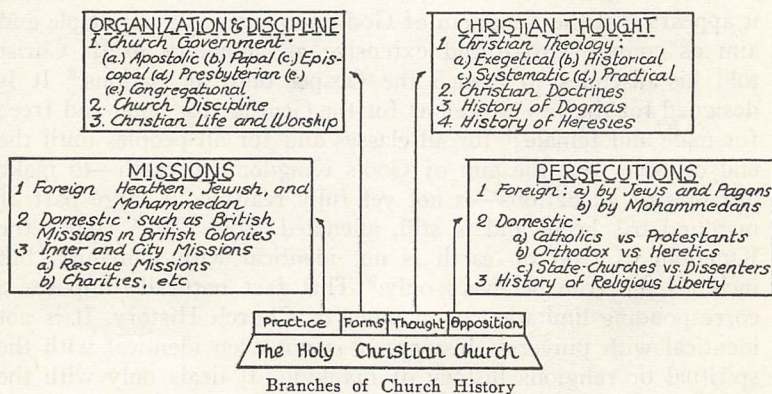 ORGANIZATION & DISCIPLINE
1. Church Government:
(a.) Apostolic (b) Papal (c.) Epis-
copal (d.) Presbyterian (e.)
(e) Congregational
2. Church Discipline
3. Christian Life and Worship
CHRISTIAN THOUGHT
1 Christian Theology:
a) Exegetical (b) Historical
c) Systematic (d.) Practical
2. Christian Doctrines
3. History of Dogmas
4. History of Heresies
MISSIONS
1 Foreign Heathen, Jewish, and
Mohammedan
2 Domestic · such as British
Missions in British Colonies
3 Inner and City Missions
a) Rescue Missions
b) Charities, etc
PERSECUTIONS
1 Foreign: a) by Jews and Pagans
b) by Mohammedans
2 Domestic:
a) Catholics vs Protestants
b) Orthodox vs Heretics
c) State-churches vs Dissenters
3 History of Religious Liberty
Practice Forms Thought Opposition
The Holy Christian Church
Branches of Church History